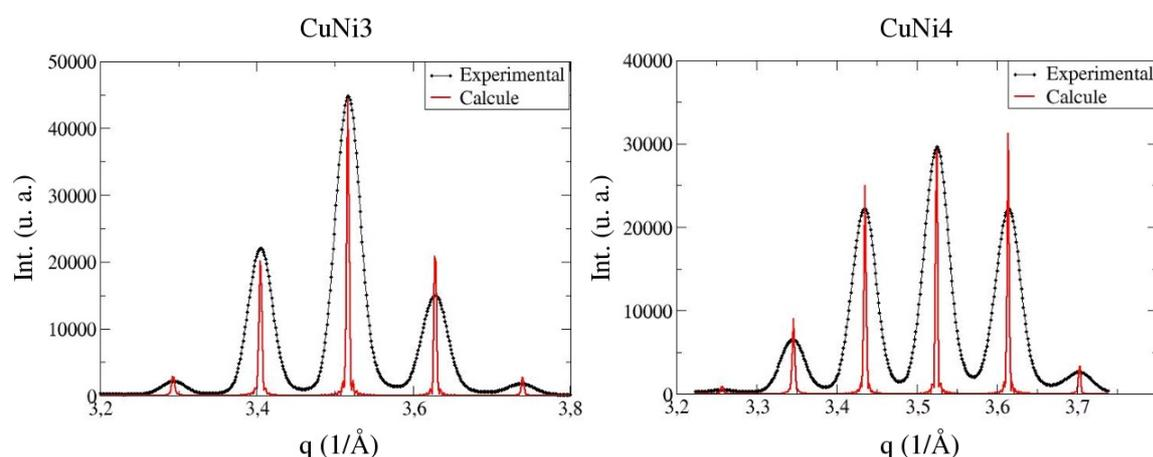 CuNi3
50000
40000
30000
20000
10000
0
Int. (u. a.)
Experimental
Calcule
3,2
3,4
3,6
3,8
q (1/Å)
CuNi4
40000
30000
20000
10000
0
Int. (u. a.)
Experimental
Calcule
3,2
3,3
3,4
3,5
3,6
3,7
q (1/Å)